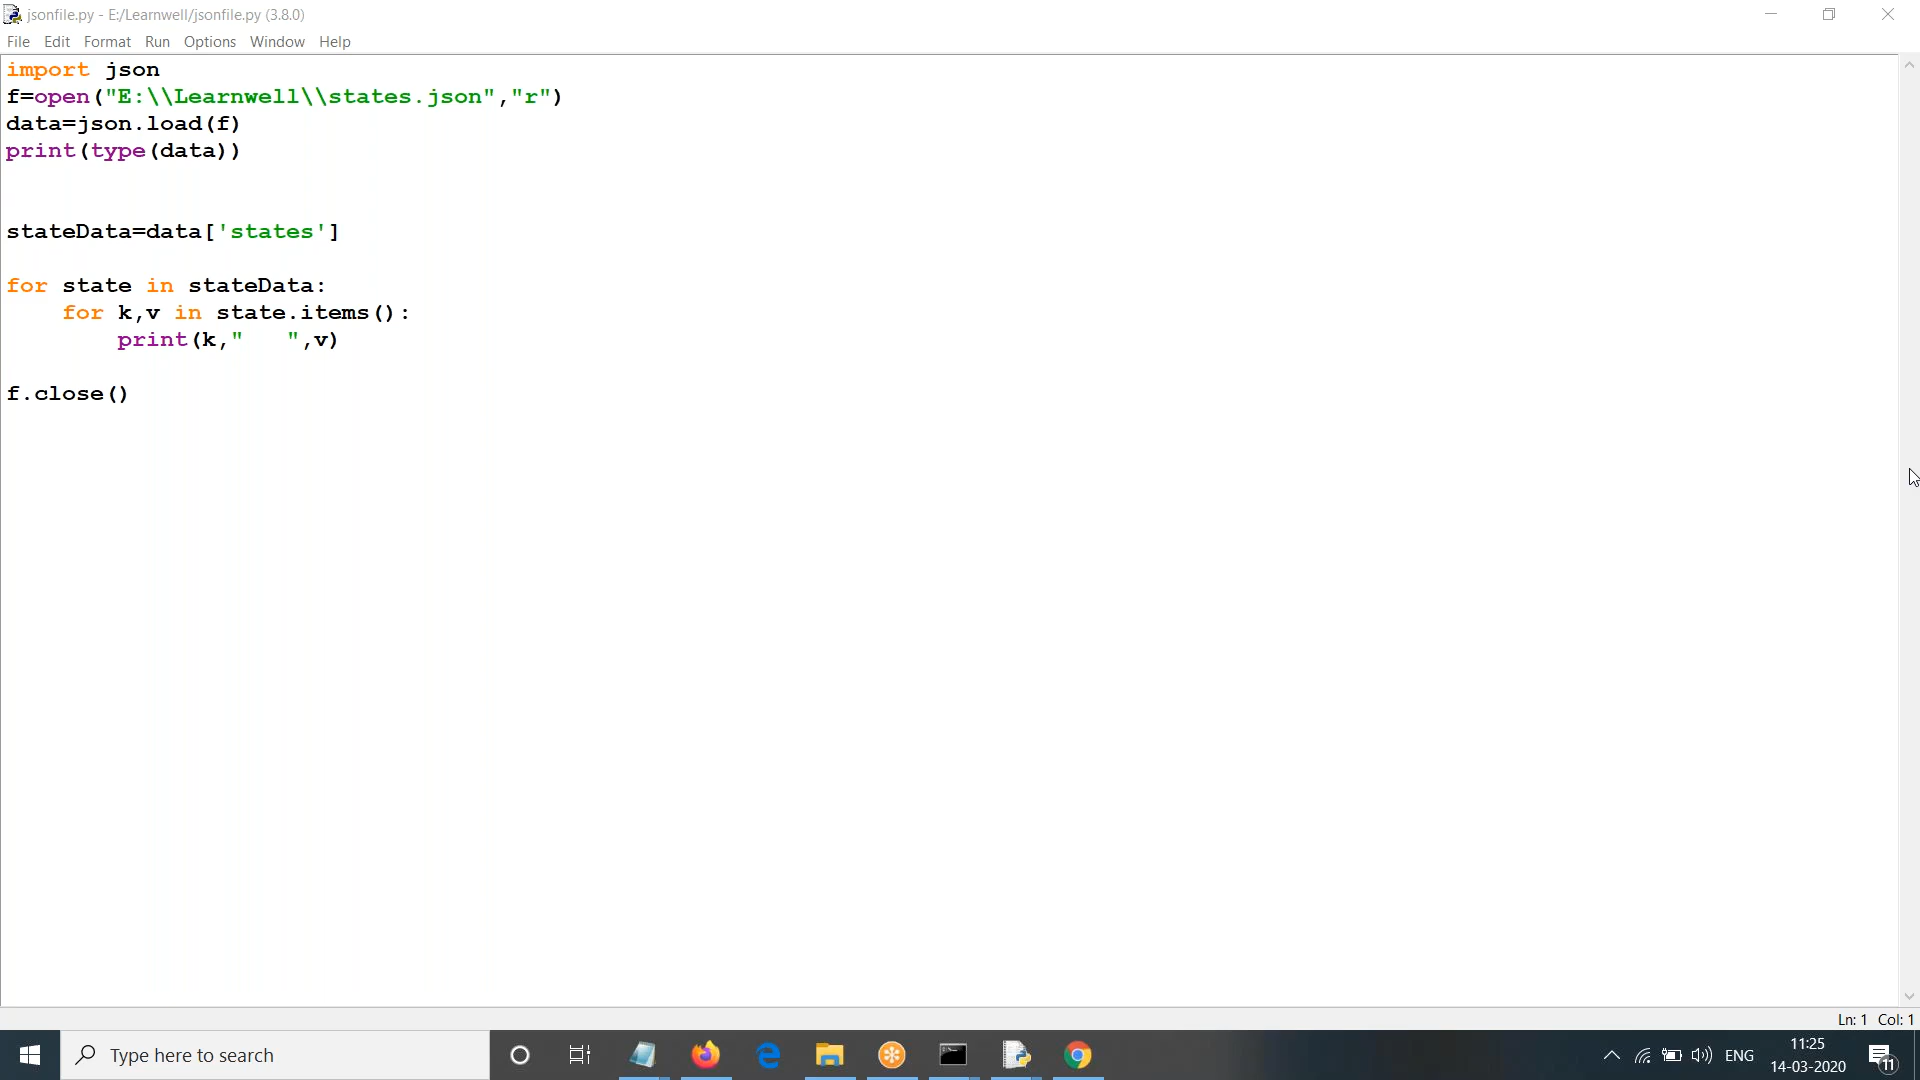 jsonfile.py - E:/Learnwell/jsonfile.py (3.8.0)
File Edit Format Run Options Window Help
import json
f=open("E:\\Learnwell\\states.json","r")
data=json.load(f)
print(type(data))
stateData=data['states']
for state in stateData:
    for k,v in state.items():
        print(k,"   ",v)
f.close()
Ln: 1 Col: 1
Type here to search
ENG
11:25
14-03-2020
11